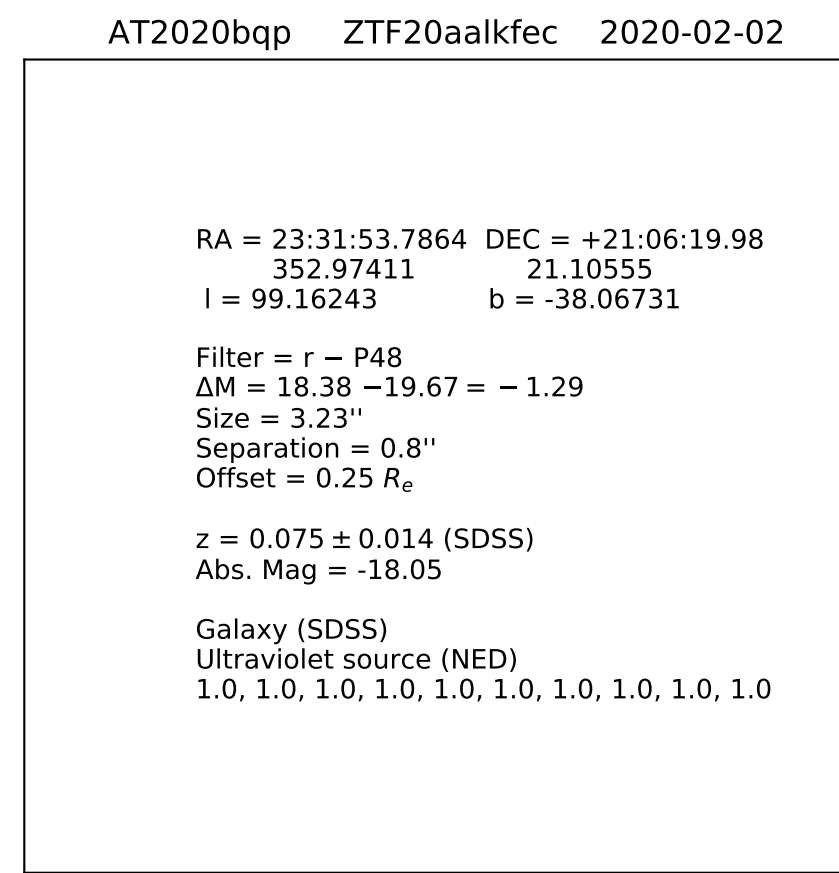 AT2020bqp ZTF20aalkfec 2020-02-02
RA = 23:31:53.7864 DEC = +21:06:19.98
352.97411 21.10555
l = 99.16243 b = -38.06731
Filter = r − P48
ΔM = 18.38 −19.67 = − 1.29
Size = 3.23''
Separation = 0.8''
Offset = 0.25 Re
z = 0.075 ± 0.014 (SDSS)
Abs. Mag = -18.05
Galaxy (SDSS)
Ultraviolet source (NED)
1.0, 1.0, 1.0, 1.0, 1.0, 1.0, 1.0, 1.0, 1.0, 1.0